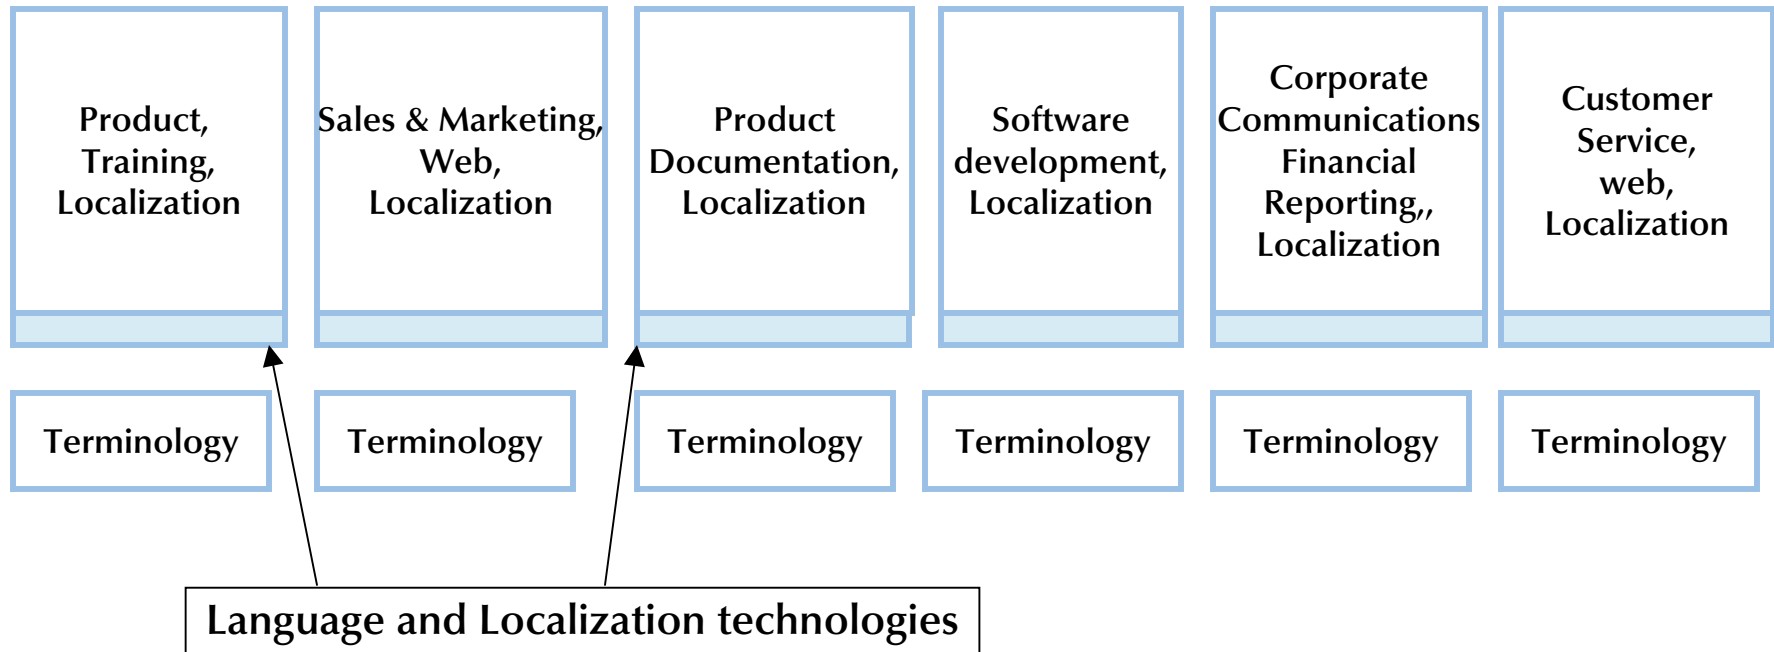 Product,
Training,
Localization
Sales & Marketing,
Web,
Localization
Product
Documentation,
Localization
Software
development,
Localization
Corporate
Communications
Financial
Reporting,,
Localization
Customer
Service,
web,
Localization
Terminology
Terminology
Terminology
Terminology
Terminology
Terminology
Language and Localization technologies